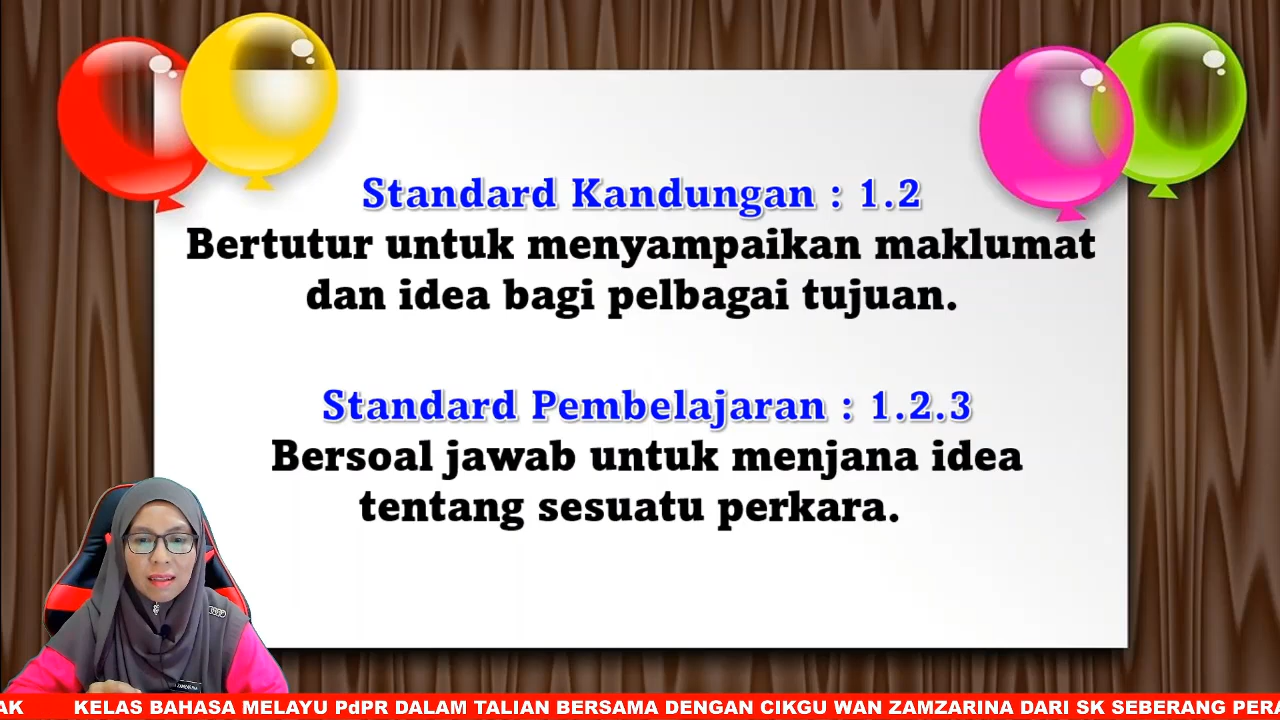 Standard Kandungan : 1.2
Bertutur untuk menyampaikan maklumat
dan idea bagi pelbagai tujuan.
Standard Pembelajaran : 1.2.3
Bersoal jawab untuk menjana idea
tentang sesuatu perkara.
AK KELAS BAHASA MELAYU PdPR DALAM TALIAN BERSAMA DENGAN CIKGU WAN ZAMZARINA DARI SK SEBERANG PERA